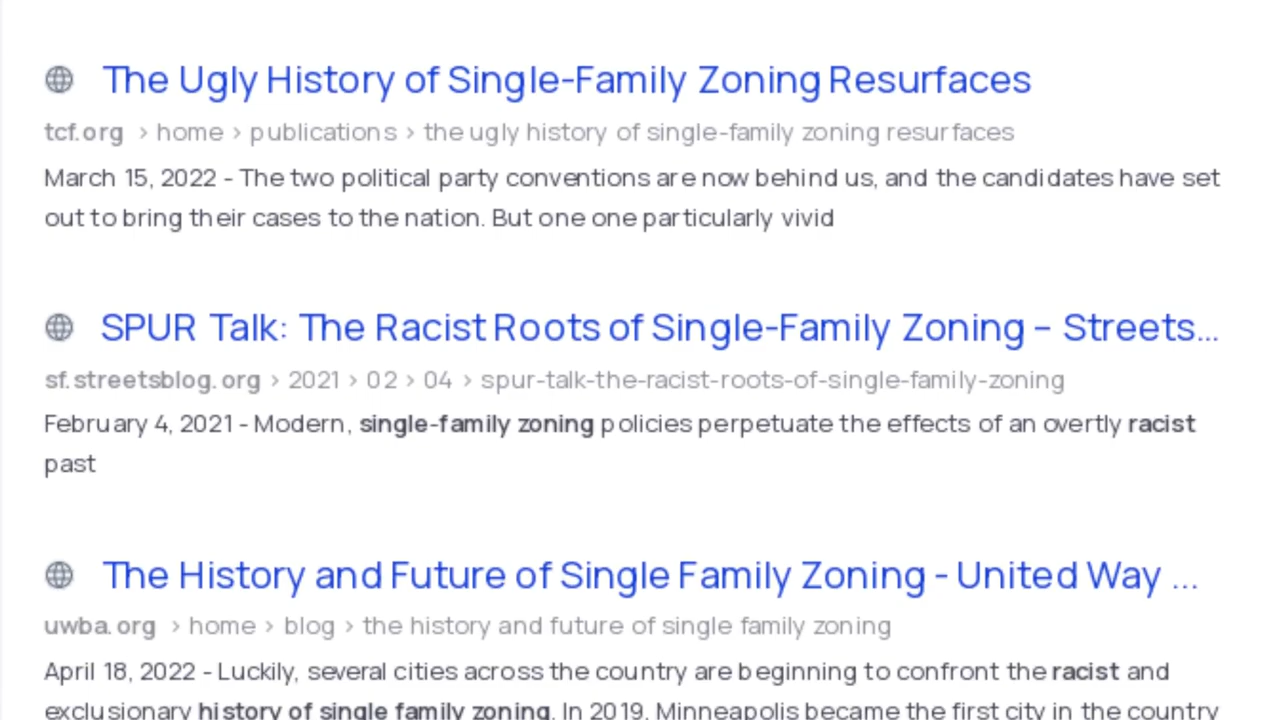 The Ugly History of Single-Family Zoning Resurfaces
tcf.org › home › publications › the ugly history of single-family zoning resurfaces
March 15, 2022 - The two political party conventions are now behind us, and the candidates have set
out to bring their cases to the nation. But one one particularly vivid
SPUR Talk: The Racist Roots of Single-Family Zoning – Streets...
sf.streetsblog.org › 2021 › 02 › 04 › spur-talk-the-racist-roots-of-single-family-zoning
February 4, 2021 - Modern, single-family zoning policies perpetuate the effects of an overtly racist
past
The History and Future of Single Family Zoning - United Way ...
uwba.org › home › blog › the history and future of single family zoning
April 18, 2022 - Luckily, several cities across the country are beginning to confront the racist and
exclusionary history of single family zoning. In 2019, Minneapolis became the first city in the country